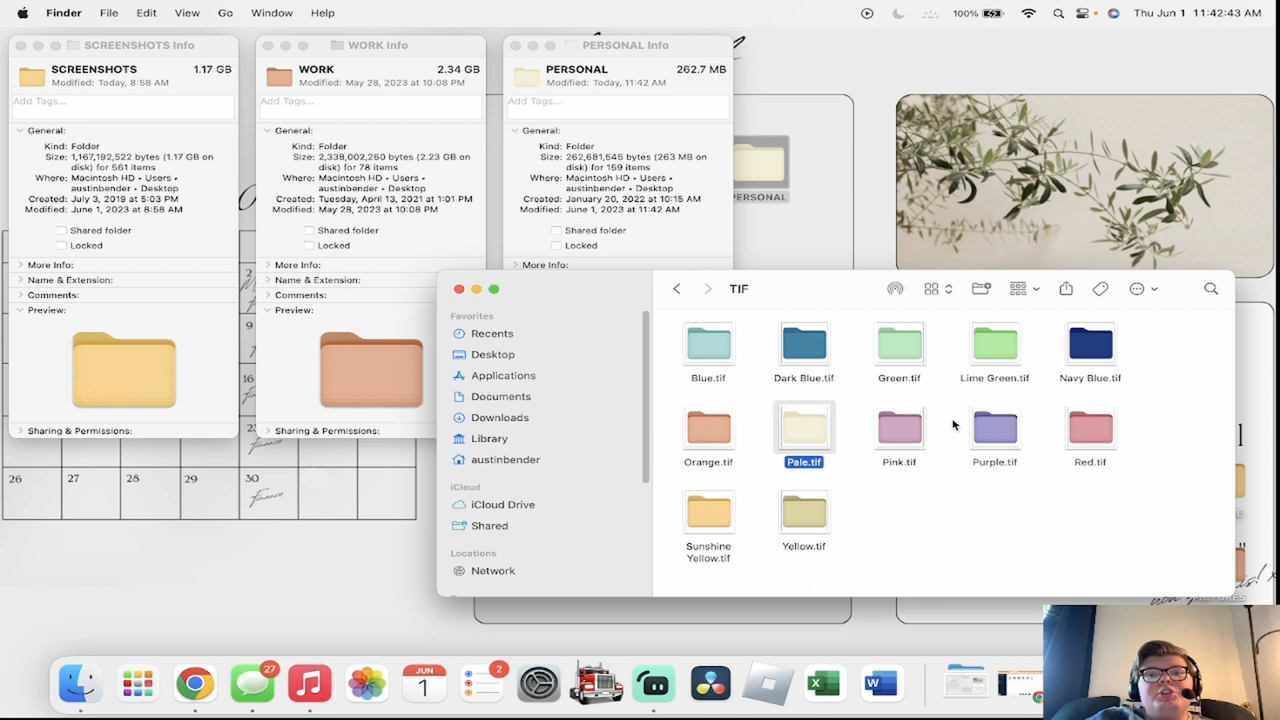 Finder File Edit View Go Window Help
100%
Thu Jun 1 11:42:43 AM
SCREENSHOTS Info
SCREENSHOTS 1.17 GB
Modified: Today, 8:58 AM
Add Tags...
General:
Kind: Folder
Size: 1,167,192,522 bytes (1.17 GB on
disk) for 561 items
Where: Macintosh HD • Users •
austinbender • Desktop
Created: July 3, 2019 at 5:03 PM
Modified: June 1, 2023 at 8:58 AM
Shared folder
Locked
More Info:
Name & Extension:
Comments:
Preview:
Sharing & Permissions:
WORK Info
WORK 2.34 GB
Modified: May 28, 2023 at 10:08 PM
Add Tags...
General:
Kind: Folder
Size: 2,338,002,260 bytes (2.23 GB on
disk) for 78 items
Where: Macintosh HD • Users •
austinbender • Desktop
Created: Tuesday, April 13, 2021 at 1:01 PM
Modified: May 28, 2023 at 10:08 PM
Shared folder
Locked
More Info:
Name & Extension:
Comments:
Preview:
Sharing & Permissions:
PERSONAL Info
PERSONAL 262.7 MB
Modified: Today, 11:42 AM
Add Tags...
General:
Kind: Folder
Size: 262,681,545 bytes (263 MB on
disk) for 159 items
Where: Macintosh HD • Users •
austinbender • Desktop
Created: January 20, 2022 at 10:15 AM
Modified: June 1, 2023 at 11:42 AM
Shared folder
Locked
More Info:
PERSONAL
TIF
Favorites
Recents
Desktop
Applications
Documents
Downloads
Library
austinbender
iCloud
iCloud Drive
Shared
Locations
Network
Blue.tif Dark Blue.tif Green.tif Lime Green.tif Navy Blue.tif
Orange.tif Pale.tif Pink.tif Purple.tif Red.tif
Sunshine
Yellow.tif
Yellow.tif
2
9
16
26 27 28 29 30
Finance
27
JUN
1
2
X
W